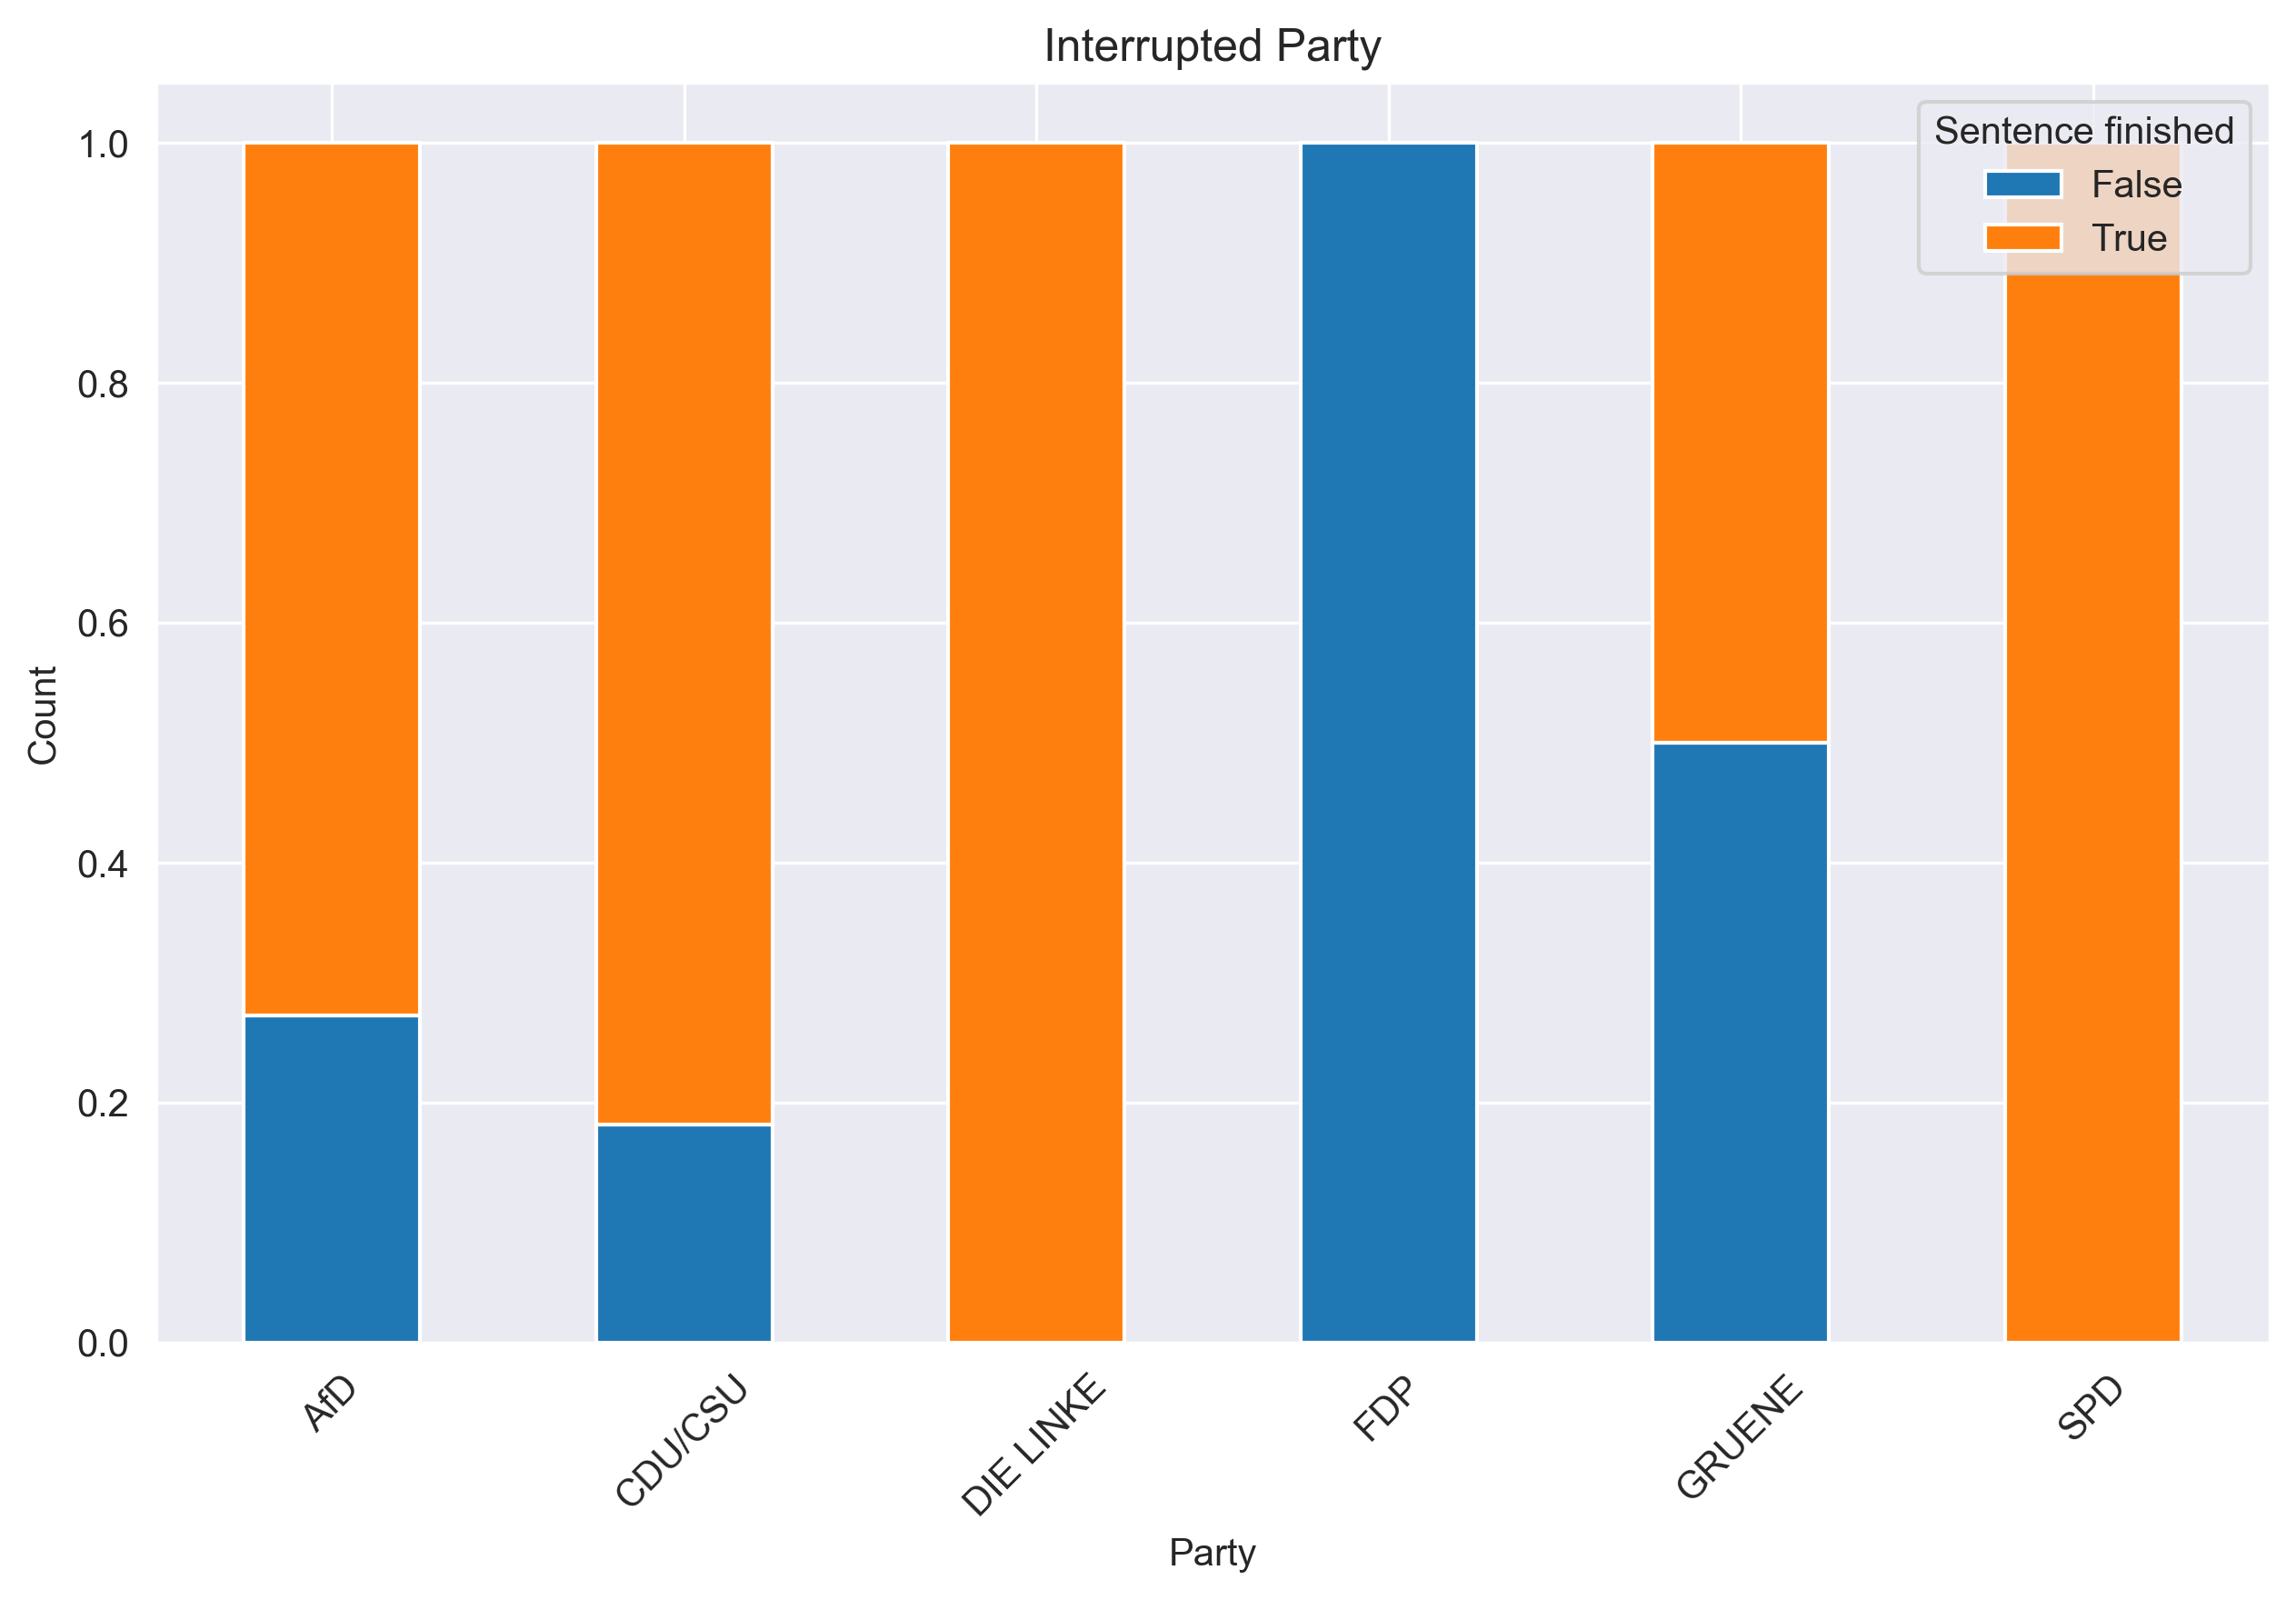 Interrupted Party
Sentence finished
False
True
1.0
0.8
0.6
0.4
0.2
0.0
Count
AfD
CDU/CSU
DIE LINKE
FDP
GRUENE
SPD
Party